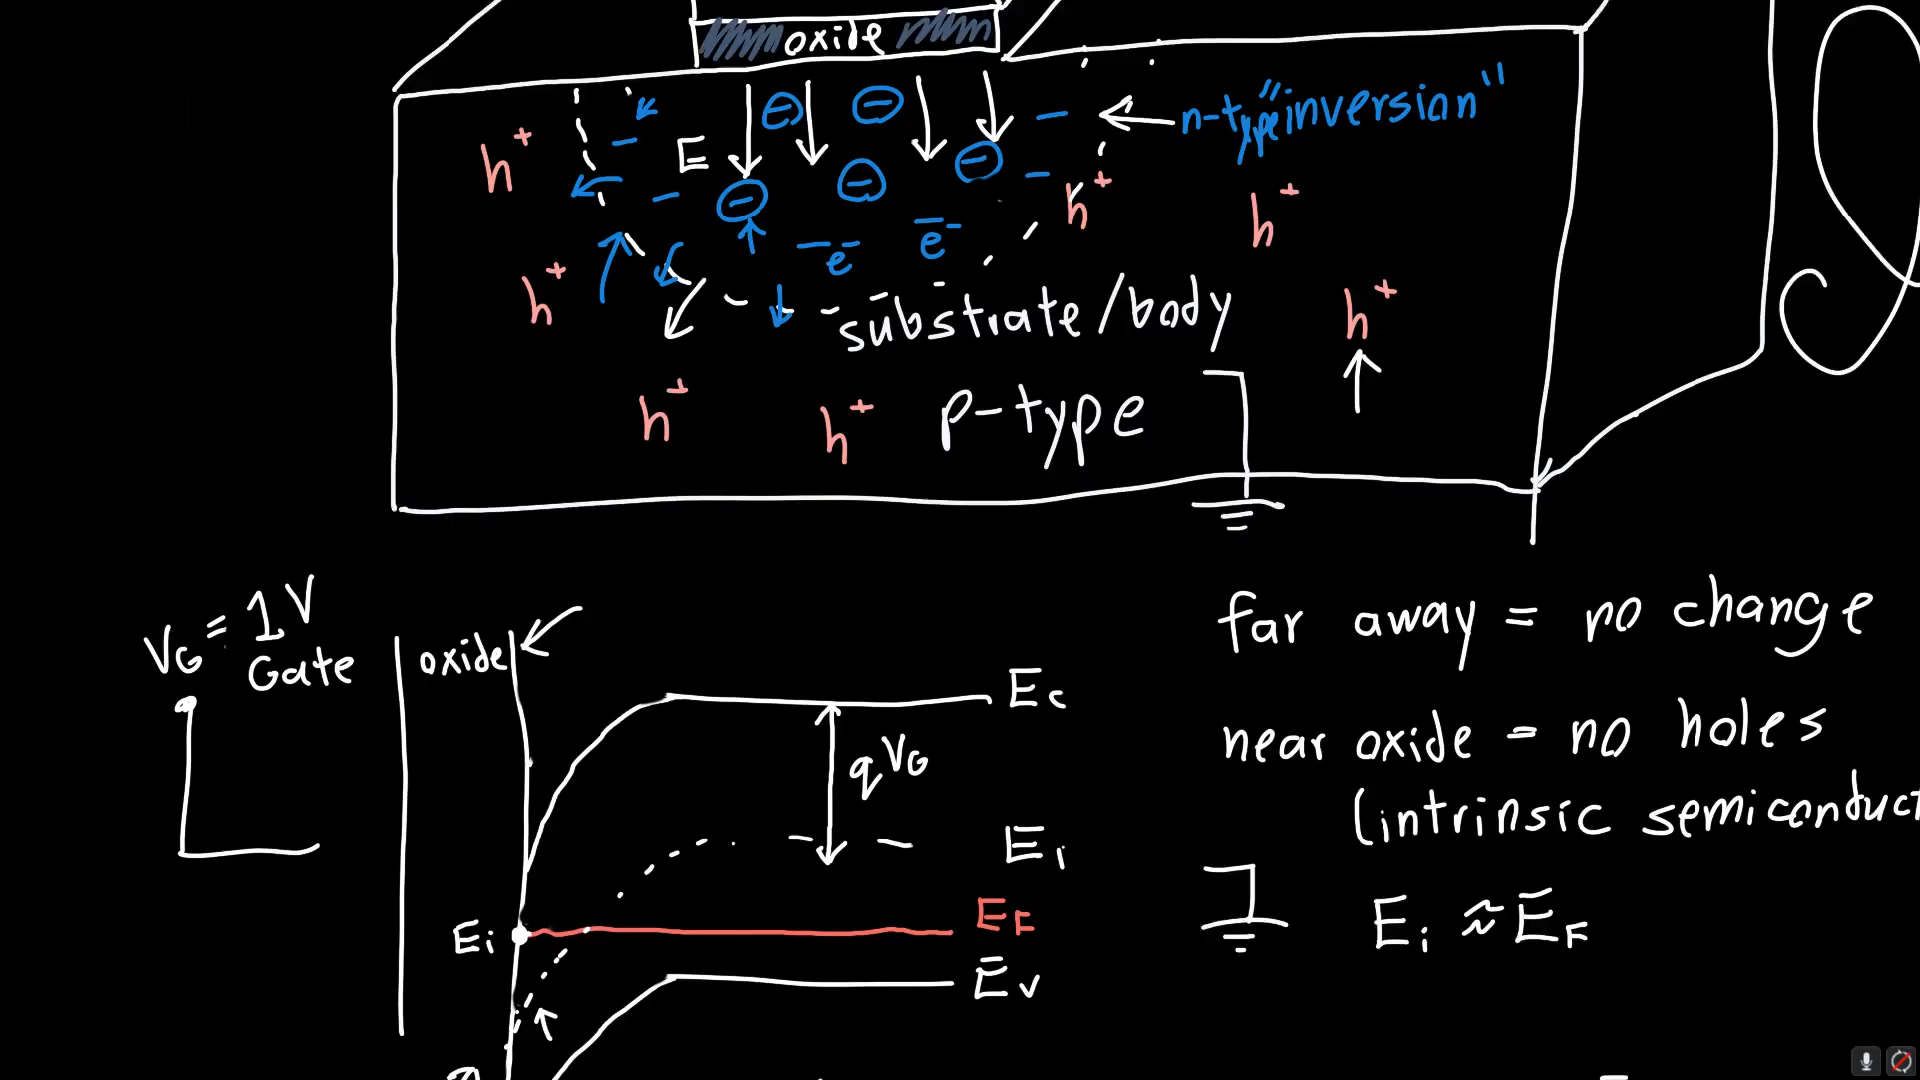 oxide
n-type "inversion"
h+
E
⊖ ⊖
⊖ ⊖ ⊖
h+
h+
h+
e- e-
h+
substrate/body
h+
h+
p-type
VG = 1V
Gate
oxide
Ec
far away = no change
qVG
near oxide = no holes
(intrinsic semiconduct
Ei
EF
Ei
Ei ≈ EF
Ev